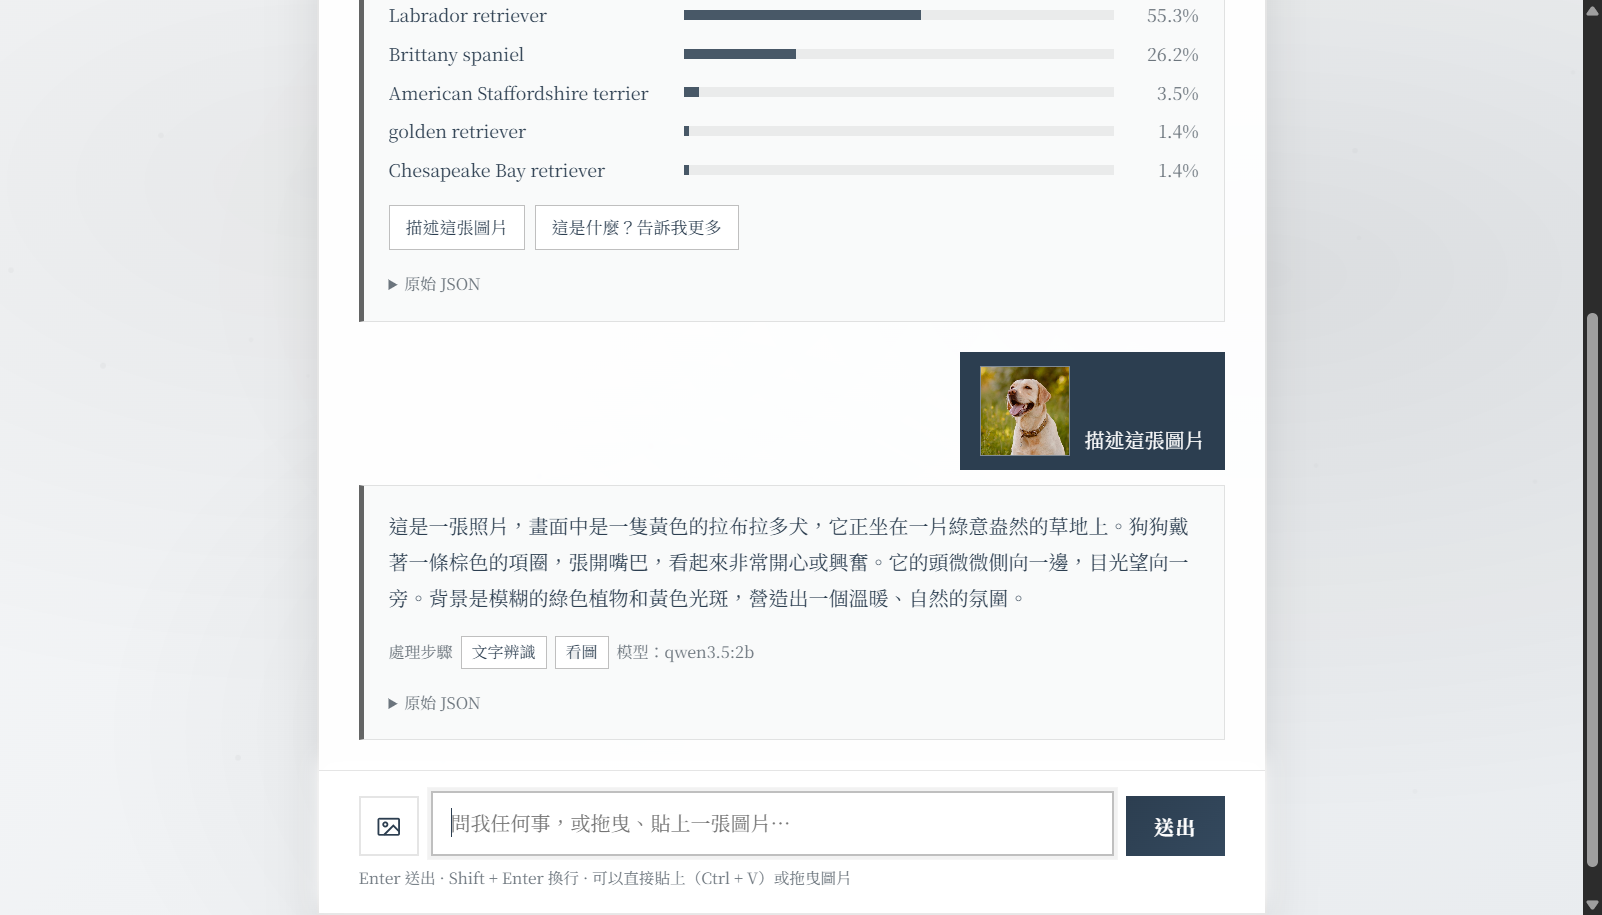 Labrador retriever 55.3%
Brittany spaniel 26.2%
American Staffordshire terrier 3.5%
golden retriever 1.4%
Chesapeake Bay retriever 1.4%
描述這張圖片 這是什麼？告訴我更多
▶ 原始 JSON
描述這張圖片
這是一張照片，畫面中是一隻黃色的拉布拉多犬，它正坐在一片綠意盎然的草地上。狗狗戴
著一條棕色的項圈，張開嘴巴，看起來非常開心或興奮。它的頭微微側向一邊，目光望向一
旁。背景是模糊的綠色植物和黃色光斑，營造出一個溫暖、自然的氛圍。
處理步驟 文字辨識 看圖 模型：qwen3.5:2b
▶ 原始 JSON
問我任何事，或拖曳、貼上一張圖片…
送出
Enter 送出 · Shift + Enter 換行 · 可以直接貼上（Ctrl + V）或拖曳圖片